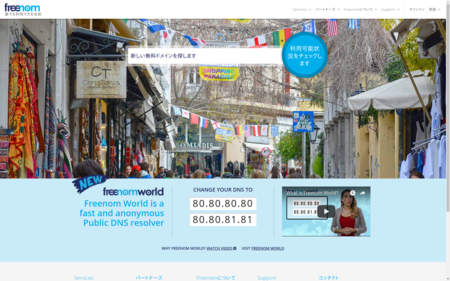 freenom
誰でも利用できる名前
Services パートナーズ Freenomについて Support サインイン 言語
新しい無料ドメインを探します
利用可能状況をチェックします
NEW
freenomworld
Freenom World is a
fast and anonymous
Public DNS resolver
CHANGE YOUR DNS TO
80.80.80.80
80.80.81.81
What is Freenom World?
WHY FREENOM WORLD? WATCH VIDEO
VISIT FREENOM WORLD
Services パートナーズ Freenomについて Support コンタクト